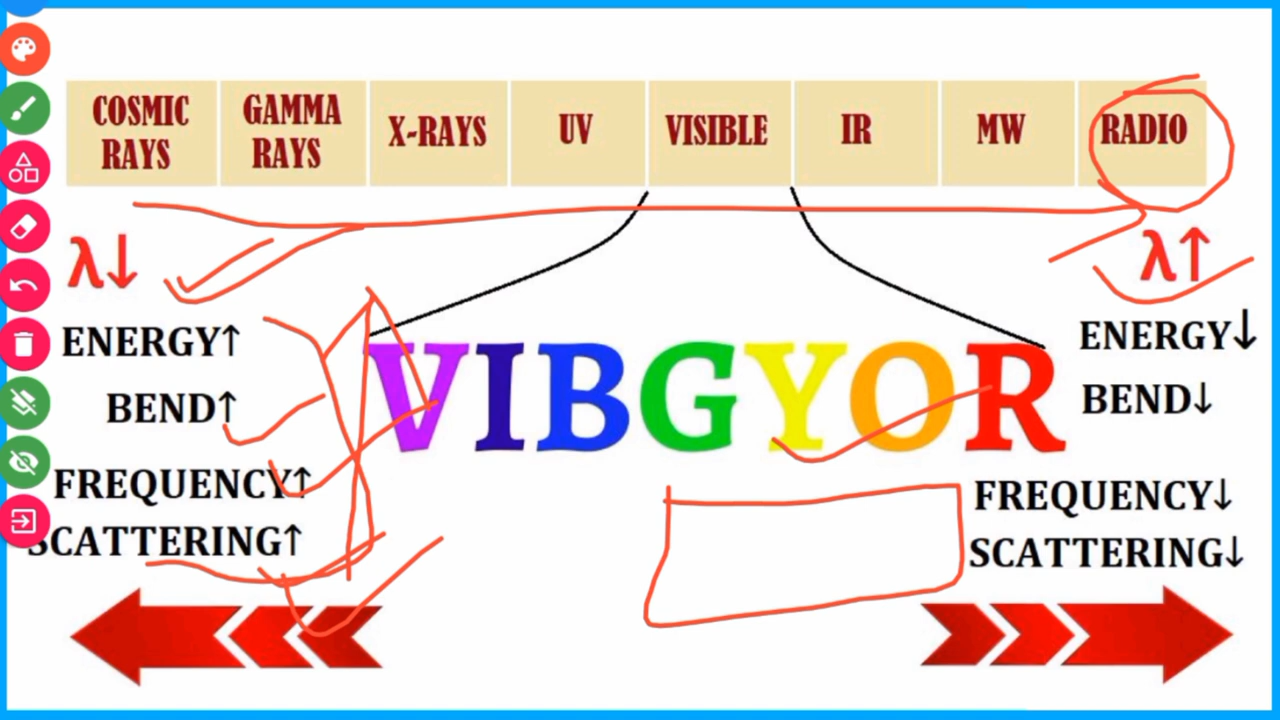 COSMIC RAYS GAMMA RAYS X-RAYS UV VISIBLE IR MW RADIO
λ↓
λ↑
ENERGY↑
ENERGY↓
BEND↑
BEND↓
VIBGYOR
FREQUENCY↑
FREQUENCY↓
SCATTERING↑
SCATTERING↓